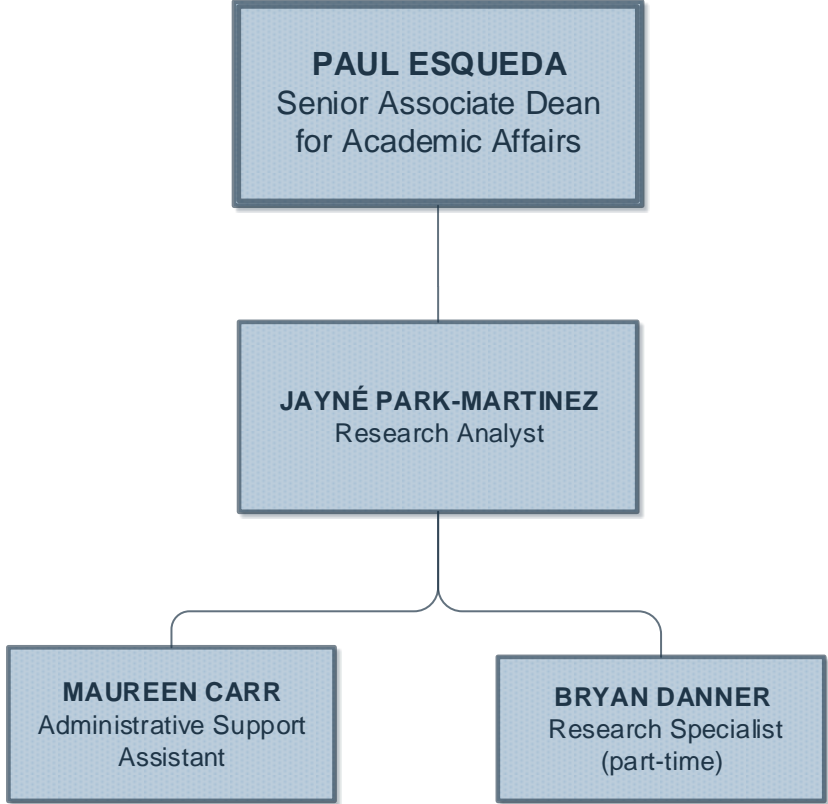 PAUL ESQUEDA
Senior Associate Dean
for Academic Affairs
JAYNÉ PARK-MARTINEZ
Research Analyst
MAUREEN CARR
Administrative Support
Assistant
BRYAN DANNER
Research Specialist
(part-time)